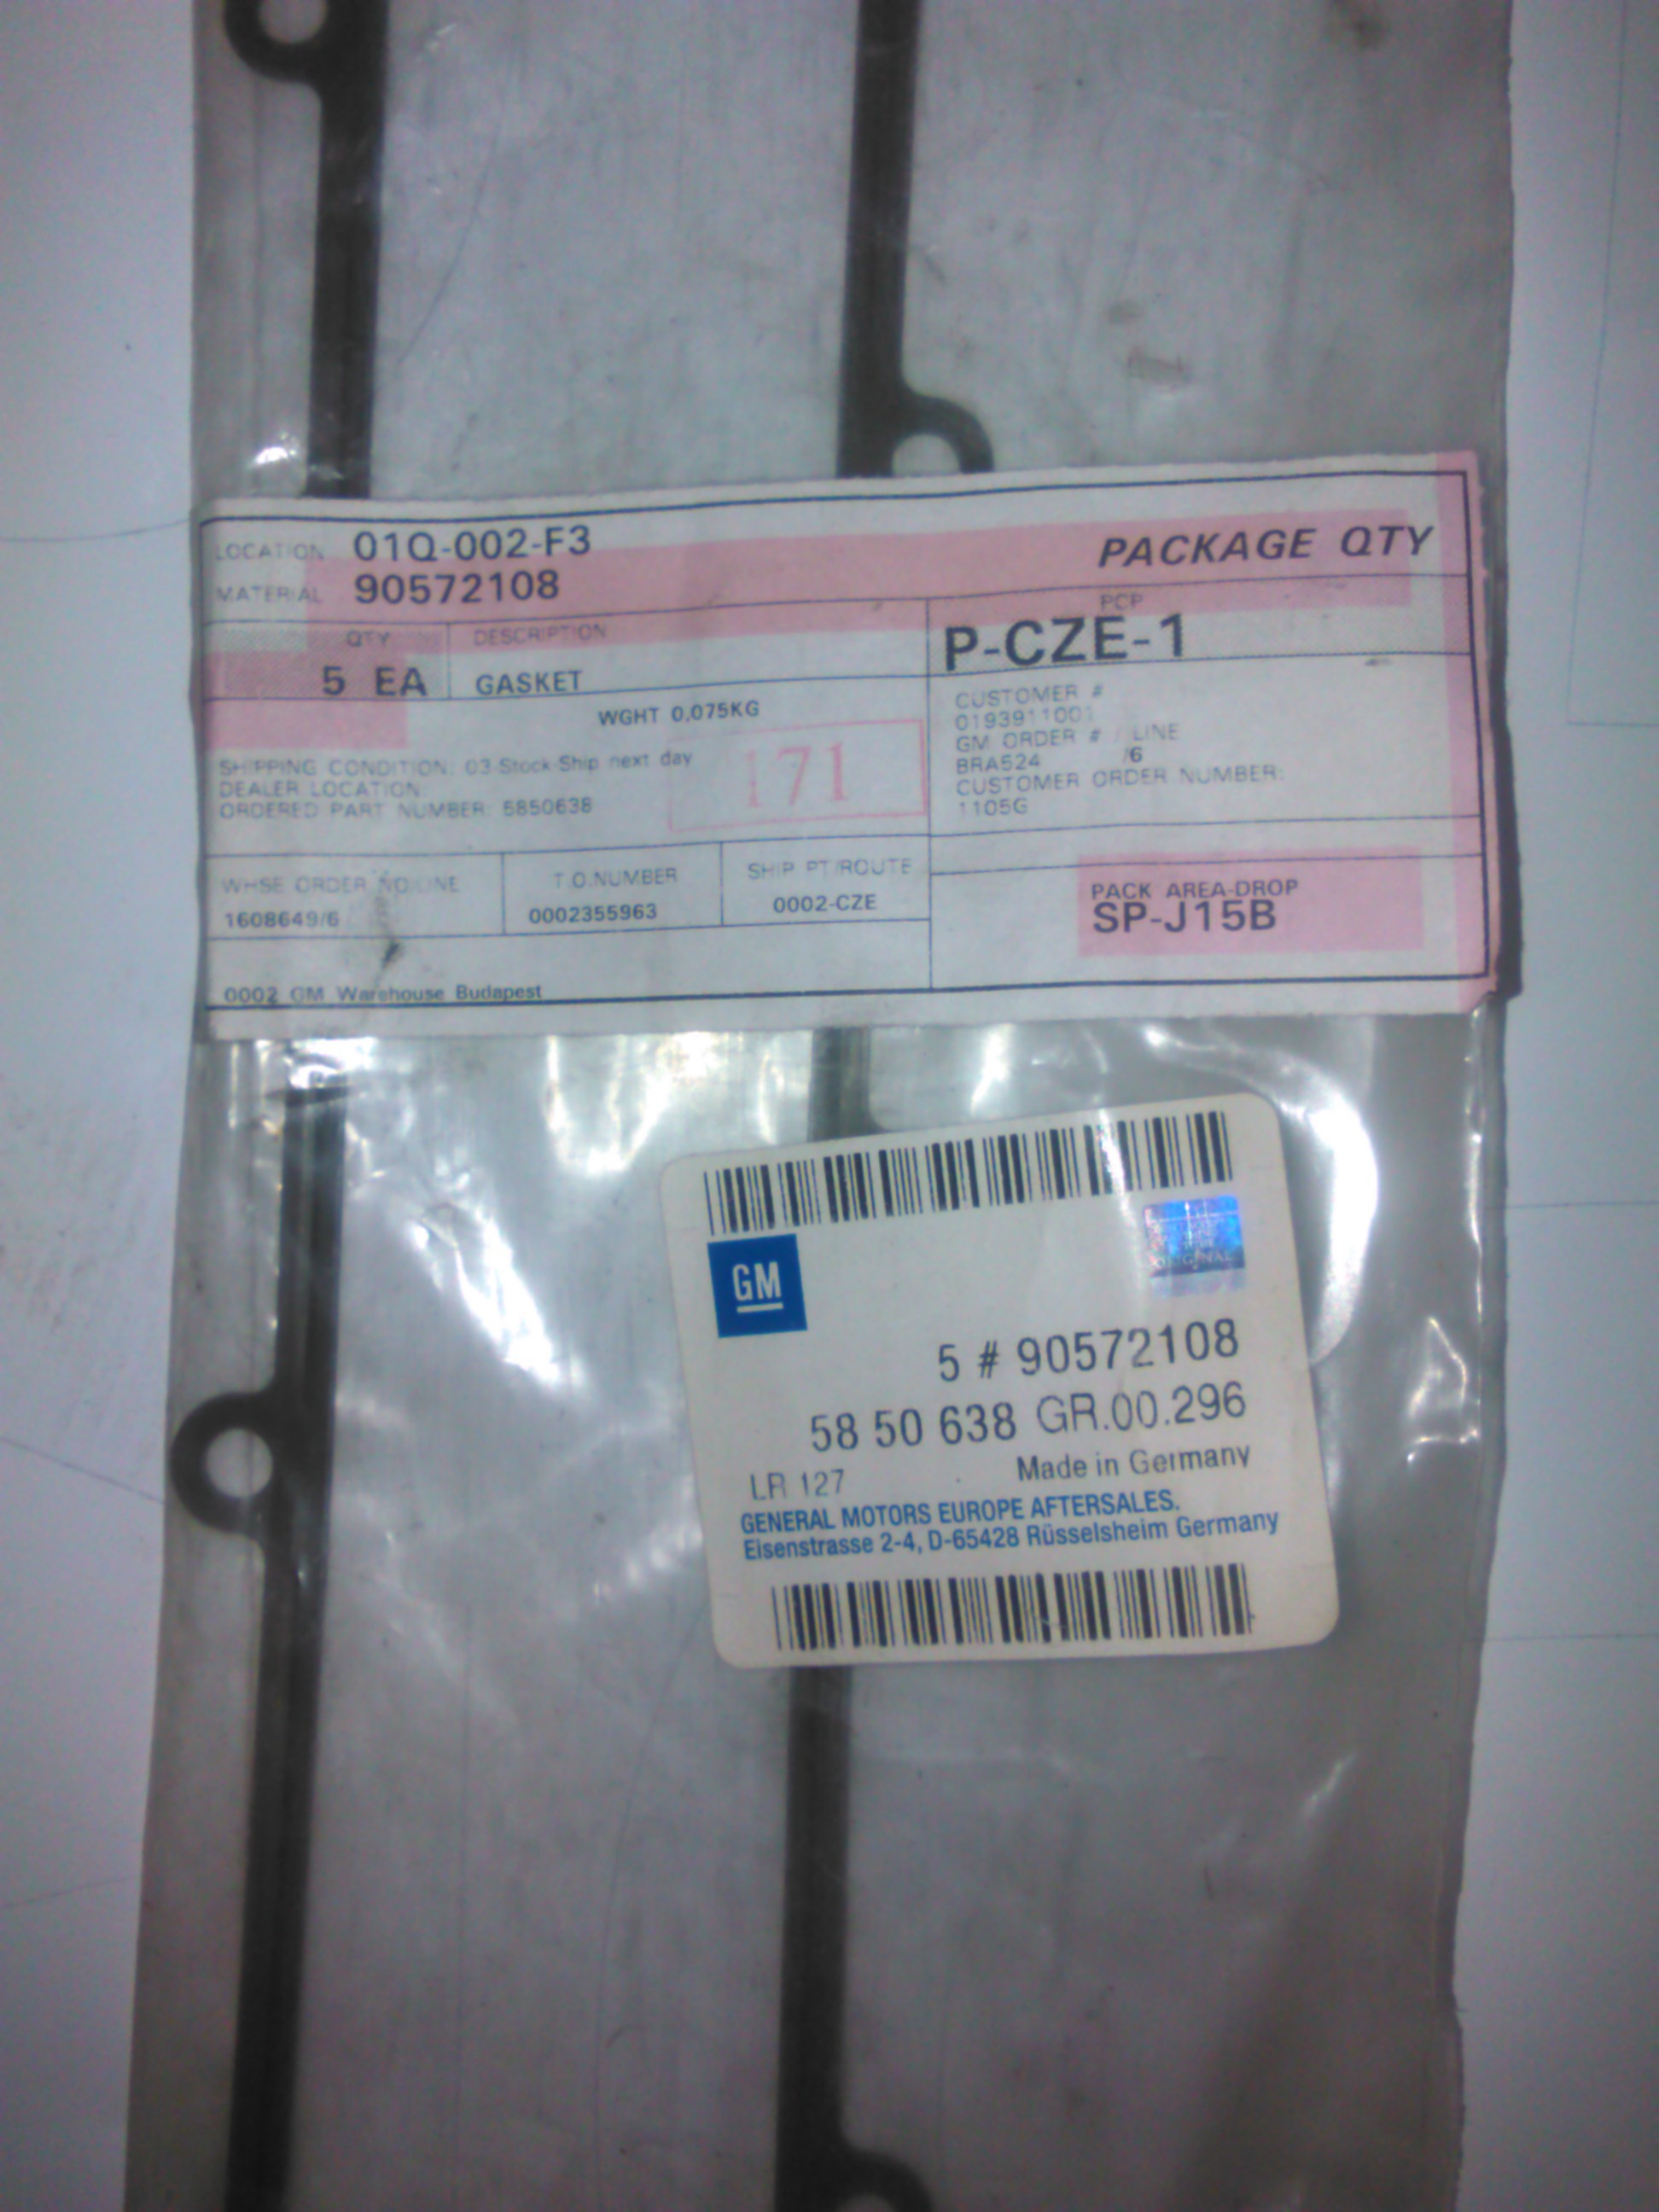 LOCATION 01Q-002-F3
MATERIAL 90572108
PACKAGE QTY
QTY DESCRIPTION
5 EA GASKET
PCP
P-CZE-1
WGHT 0,075KG
SHIPPING CONDITION: 03 Stock-Ship next day
DEALER LOCATION:
ORDERED PART NUMBER: 5850638
171
CUSTOMER #
0193911001
GM ORDER # / LINE
BRA524 /6
CUSTOMER ORDER NUMBER:
1105G
WHSE ORDER NO/LINE
1608649/6
T.O.NUMBER
0002355963
SHIP PT/ROUTE
0002-CZE
PACK AREA-DROP
SP-J15B
0002 GM Warehouse Budapest
GM
ORIGINAL
5 # 90572108
58 50 638 GR.00.296
LR 127 Made in Germany
GENERAL MOTORS EUROPE AFTERSALES.
Eisenstrasse 2-4, D-65428 Rüsselsheim Germany